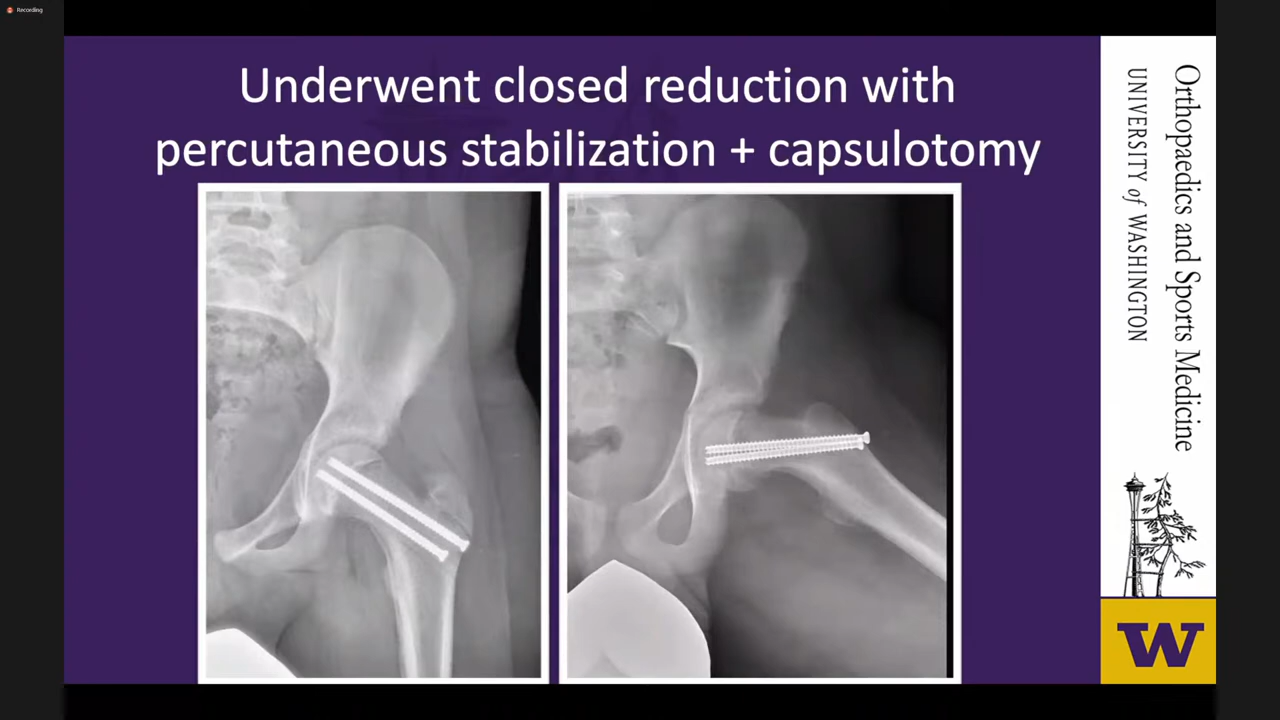 Recording
Underwent closed reduction with
percutaneous stabilization + capsulotomy
Orthopaedics and Sports Medicine
UNIVERSITY of WASHINGTON
W